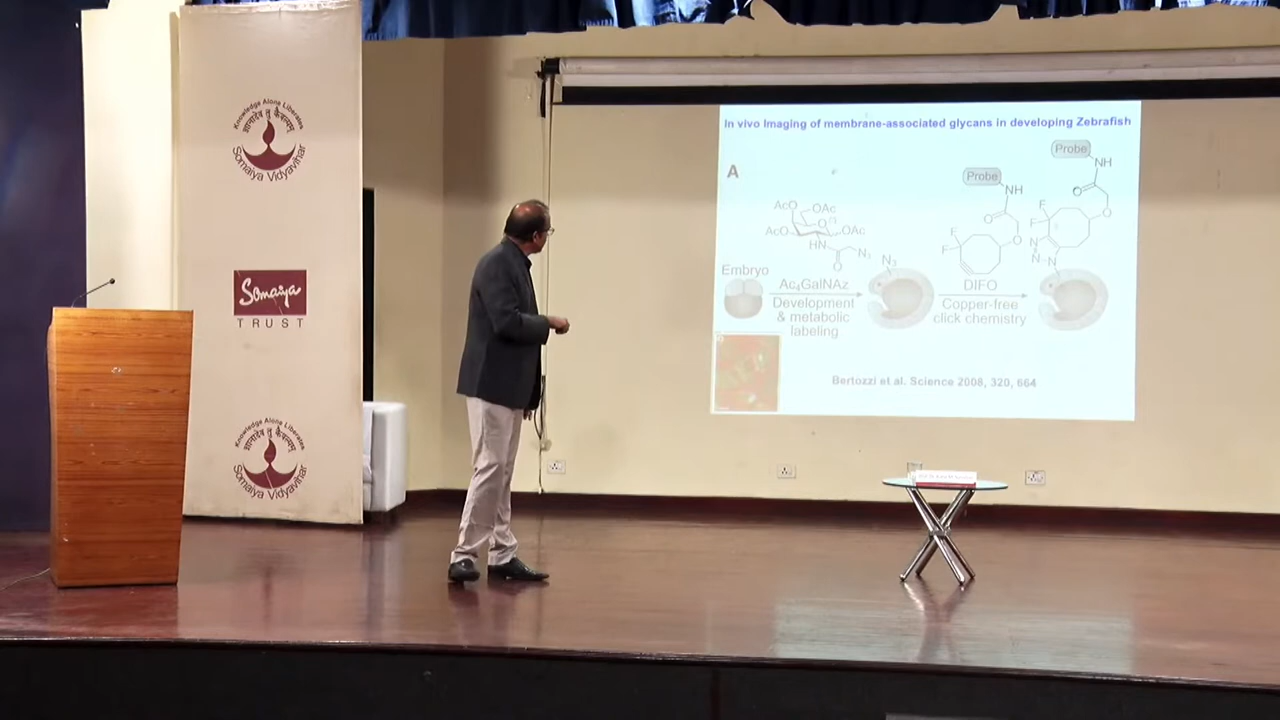 Knowledge Alone Liberates
ज्ञानादेव तु कैवल्यम्
Somaiya Vidyavihar
Somaiya
TRUST
Knowledge Alone Liberates
ज्ञानादेव तु कैवल्यम्
Somaiya Vidyavihar
In vivo Imaging of membrane-associated glycans in developing Zebrafish
A
Probe
NH
O
O
F
F
N
N
N
Probe
NH
O
O
F
F
AcO
OAc
O
AcO
OAc
HN
N₃
O
N₃
Embryo
Ac₄GalNAz
Development
& metabolic
labeling
DIFO
Copper-free
click chemistry
Bertozzi et al. Science 2008, 320, 664